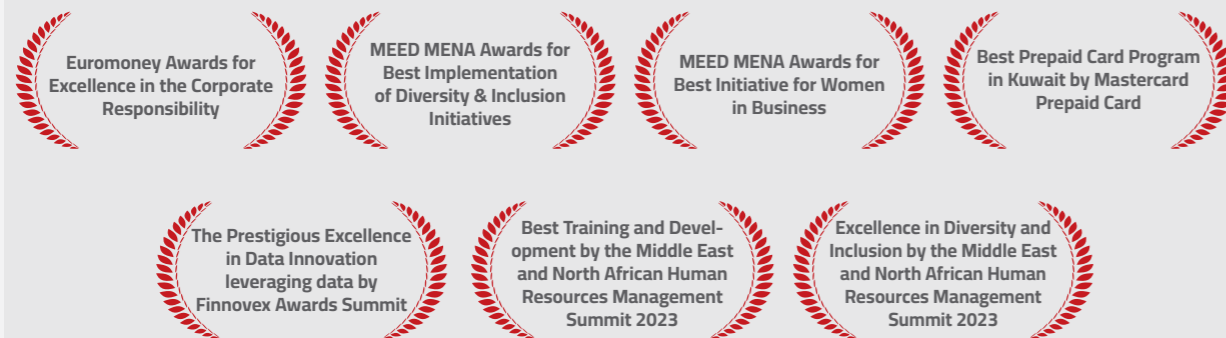 Euromoney Awards for
Excellence in the Corporate
Responsibility
MEED MENA Awards for
Best Implementation
of Diversity & Inclusion
Initiatives
MEED MENA Awards for
Best Initiative for Women
in Business
Best Prepaid Card Program
in Kuwait by Mastercard
Prepaid Card
The Prestigious Excellence
in Data Innovation
leveraging data by
Finnovex Awards Summit
Best Training and Devel-
opment by the Middle East
and North African Human
Resources Management
Summit 2023
Excellence in Diversity and
Inclusion by the Middle East
and North African Human
Resources Management
Summit 2023